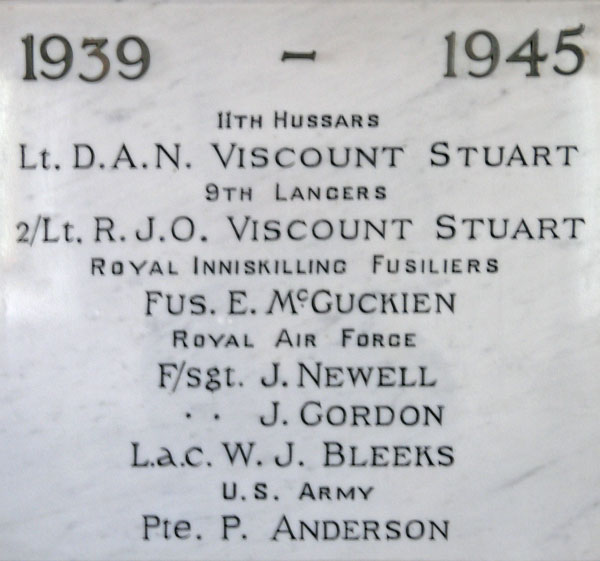 1939 – 1945
11TH HUSSARS
Lt. D.A.N. VISCOUNT STUART
9TH LANCERS
2/Lt. R.J.O. VISCOUNT STUART
ROYAL INNISKILLING FUSILIERS
FUS. E. McGUCKIEN
ROYAL AIR FORCE
F/sgt. J. NEWELL
· · J. GORDON
L.a.c. W. J. BLEEKS
U.S. ARMY
Pte. P. ANDERSON